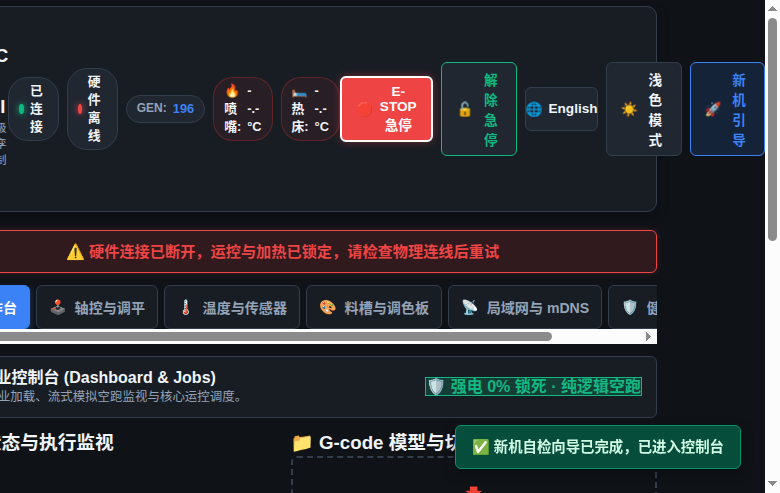 C
I
级
享
制
已
连
接
硬
件
离
线
GEN: 196
🔥 -
喷 -.-
嘴: °C
🛏️ -
热 -.-
床: °C
🛑 E-
STOP
急停
🔓 解
除
急
停
🌐 English
☀️ 浅
色
模
式
🚀 新
机
引
导
⚠️ 硬件连接已断开，运控与加热已锁定，请检查物理连线后重试
作台
🕹️ 轴控与调平
🌡️ 温度与传感器
🎨 料槽与调色板
📡 局域网与 mDNS
🛡️ 健
业控制台 (Dashboard & Jobs)
业加载、流式模拟空跑监视与核心运控调度。
🛡️ 强电 0% 锁死 · 纯逻辑空跑
态与执行监视
📁 G-code 模型与切
✅ 新机自检向导已完成，已进入控制台